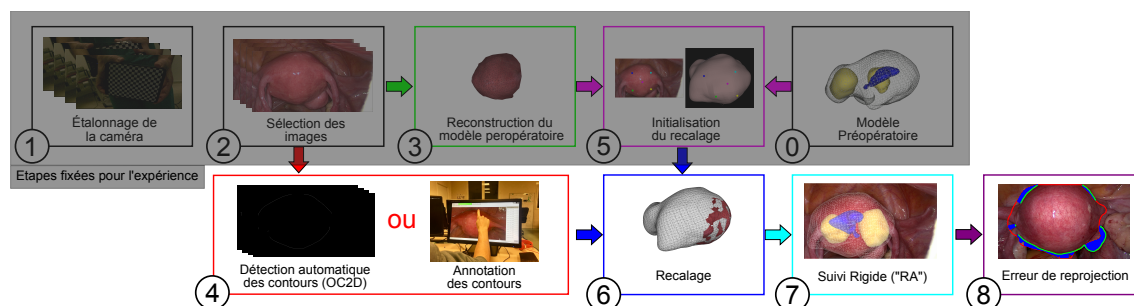 Étalonnage de
la caméra
1
Sélection des
images
2
Reconstruction du
modèle peropératoire
3
Initialisation
du recalage
5
Modèle
Préopératoire
0
Etapes fixées pour l'expérience
ou
Détection automatique
des contours (OC2D)
Annotation
des contours
4
Recalage
6
Suivi Rigide ("RA")
7
Erreur de reprojection
8